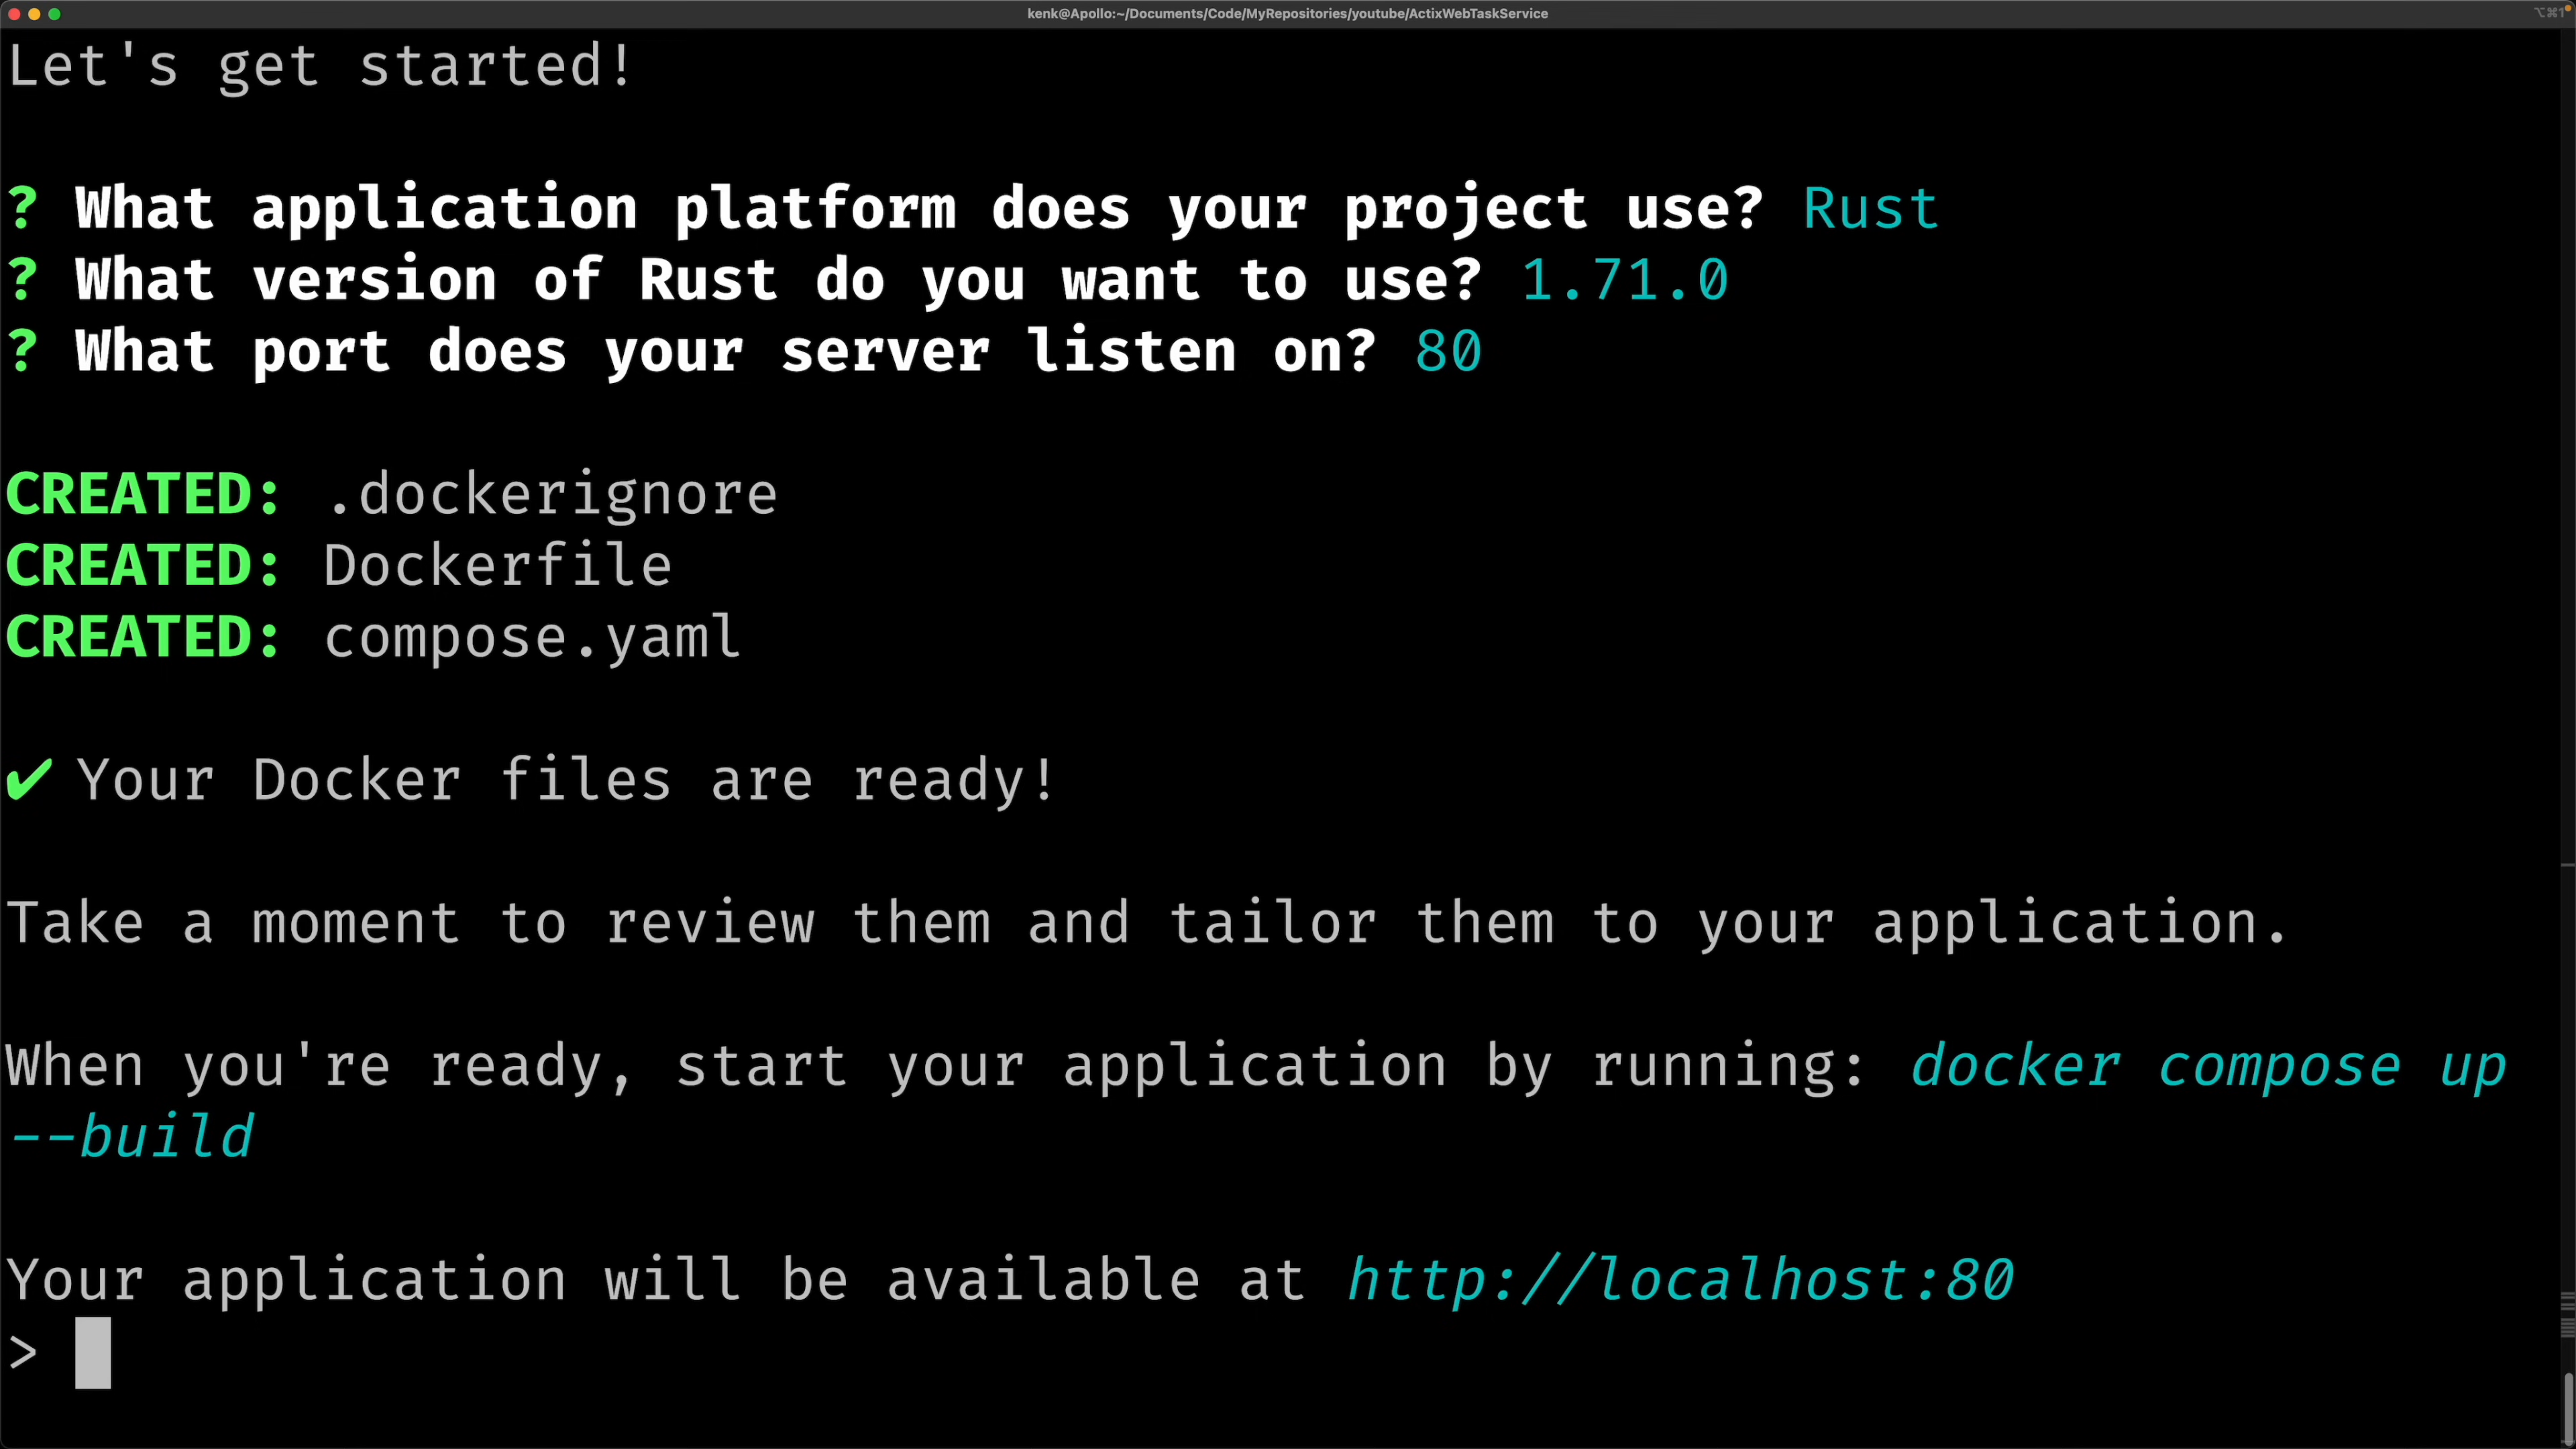 kenk@Apollo:~/Documents/Code/MyRepositories/youtube/ActixWebTaskService
⌥⌘1
Let's get started!
? What application platform does your project use? Rust
? What version of Rust do you want to use? 1.71.0
? What port does your server listen on? 80
CREATED: .dockerignore
CREATED: Dockerfile
CREATED: compose.yaml
✔ Your Docker files are ready!
Take a moment to review them and tailor them to your application.
When you're ready, start your application by running: docker compose up
--build
Your application will be available at http://localhost:80
>